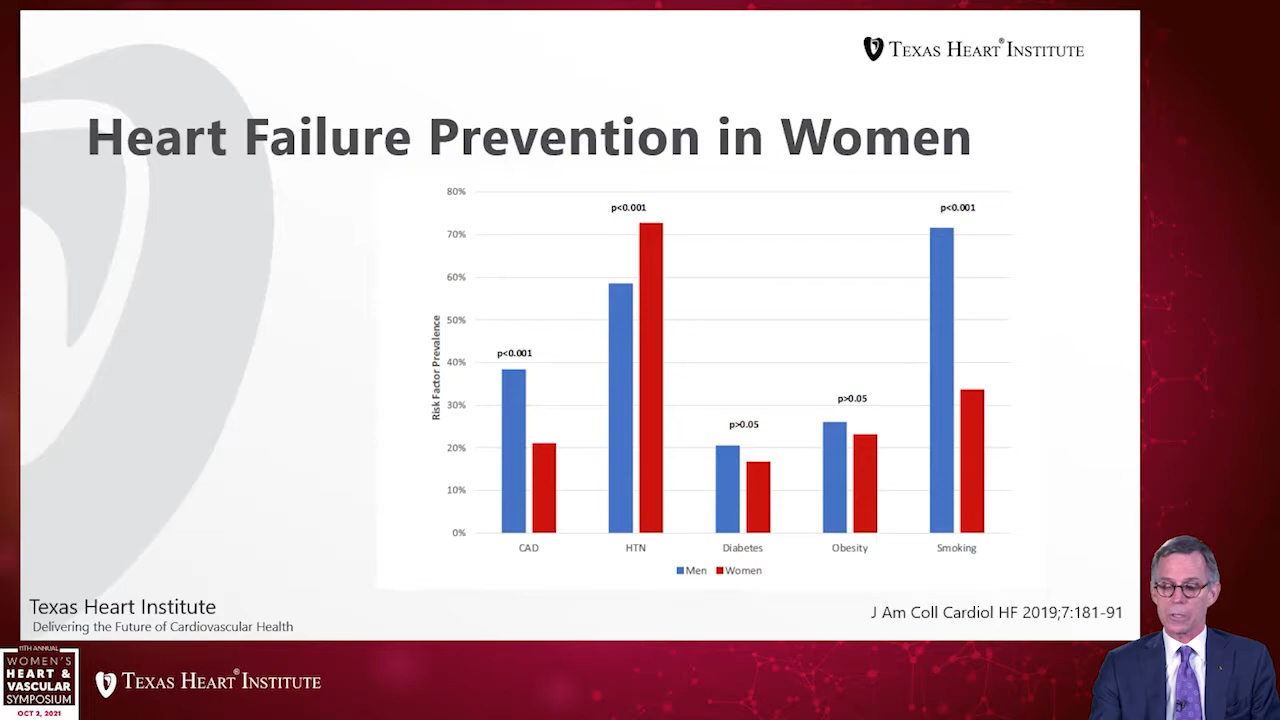 TEXAS HEART® INSTITUTE
Heart Failure Prevention in Women
80%
70%
60%
50%
40%
30%
20%
10%
0%
Risk Factor Prevalence
p<0.001
p<0.001
p>0.05
p>0.05
p<0.001
CAD
HTN
Diabetes
Obesity
Smoking
Men Women
Texas Heart Institute
Delivering the Future of Cardiovascular Health
J Am Coll Cardiol HF 2019;7:181-91
11TH ANNUAL
WOMEN'S
HEART &
VASCULAR
SYMPOSIUM
OCT 2, 2021
TEXAS HEART® INSTITUTE